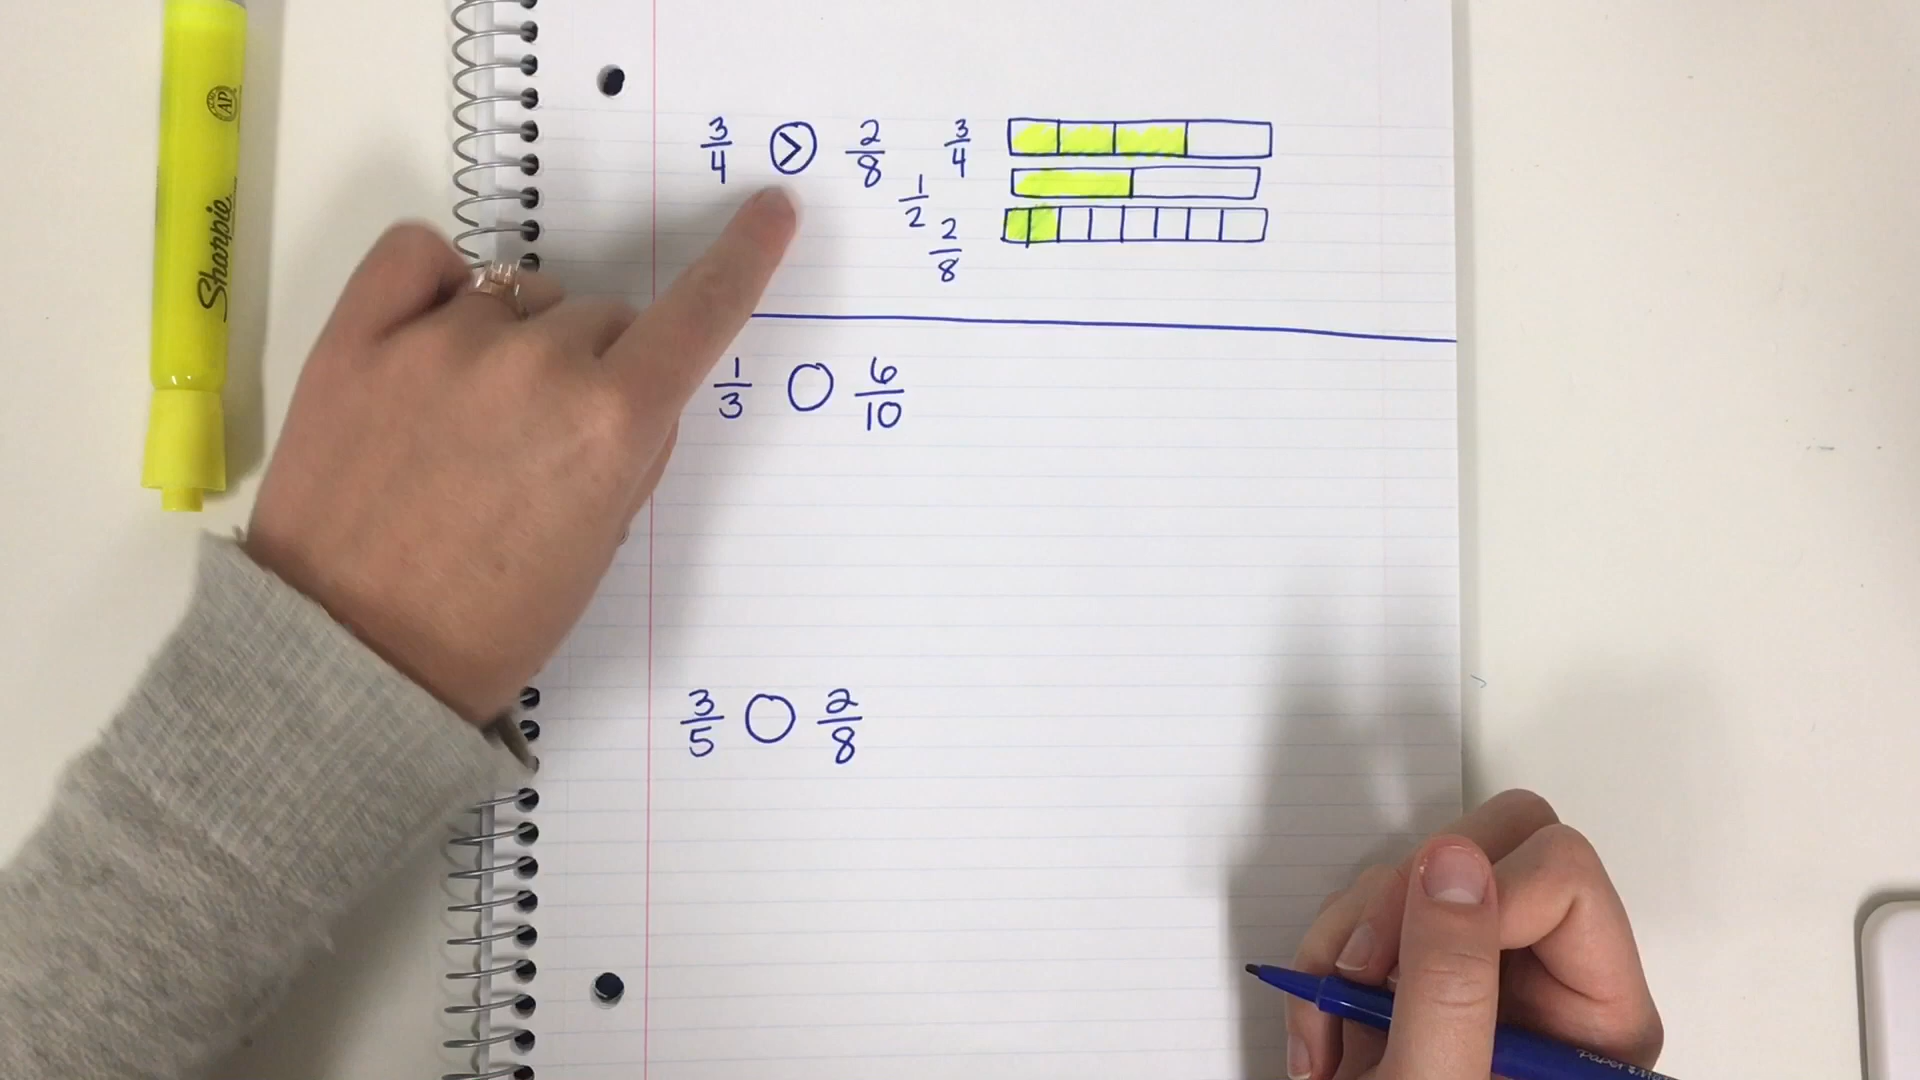 3/4 > 2/8 3/4
1/2
2/8
1/3 ○ 6/10
3/5 ○ 2/8
Sharpie
AP